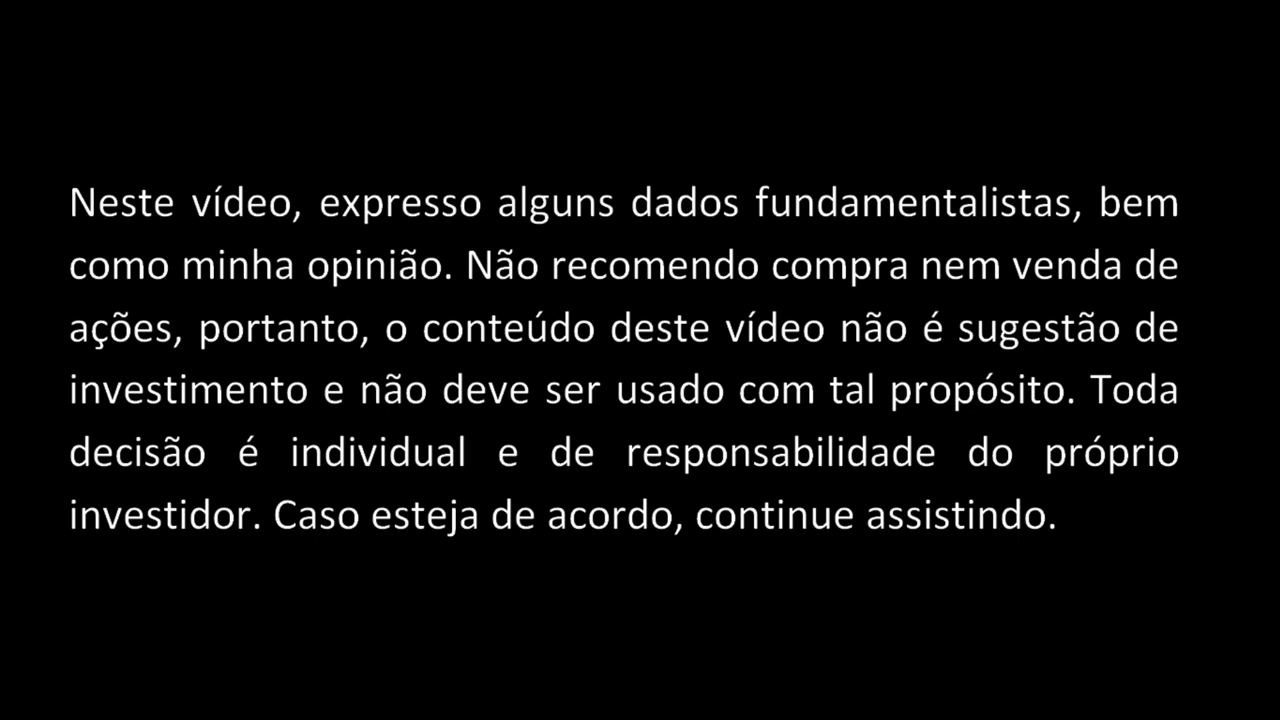 Neste vídeo, expresso alguns dados fundamentalistas, bem
como minha opinião. Não recomendo compra nem venda de
ações, portanto, o conteúdo deste vídeo não é sugestão de
investimento e não deve ser usado com tal propósito. Toda
decisão é individual e de responsabilidade do próprio
investidor. Caso esteja de acordo, continue assistindo.